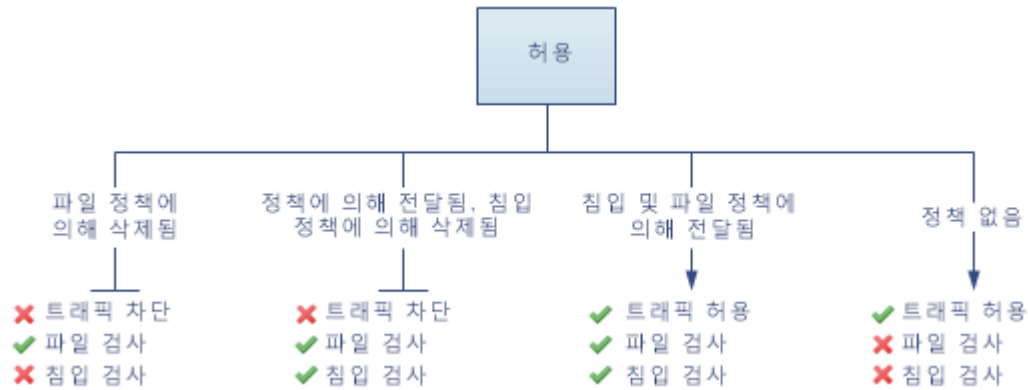 허용
파일 정책에
의해 삭제됨
정책에 의해 전달됨, 침입
정책에 의해 삭제됨
침입 및 파일 정책에
의해 전달됨
정책 없음
트래픽 차단
파일 검사
침입 검사
트래픽 차단
파일 검사
침입 검사
트래픽 허용
파일 검사
침입 검사
트래픽 허용
파일 검사
침입 검사